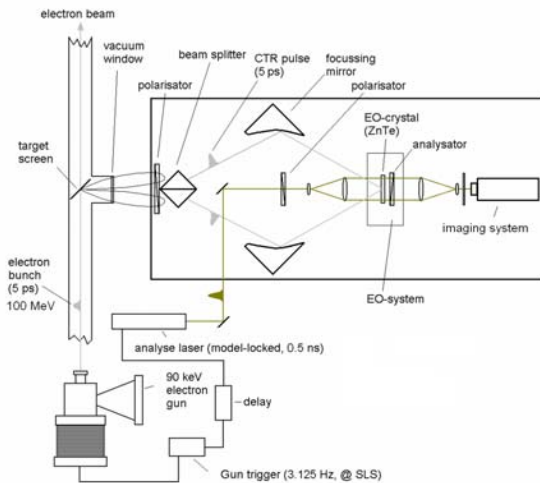 electron beam
vacuum
window
beam splitter
polarisator
CTR pulse
(5 ps)
focussing
mirror
polarisator
EO-crystal
(ZnTe)
analysator
target
screen
imaging system
EO-system
electron
bunch
(5 ps)
100 MeV
analyse laser (model-locked, 0.5 ns)
90 keV
electron
gun
delay
Gun trigger (3.125 Hz, @ SLS)